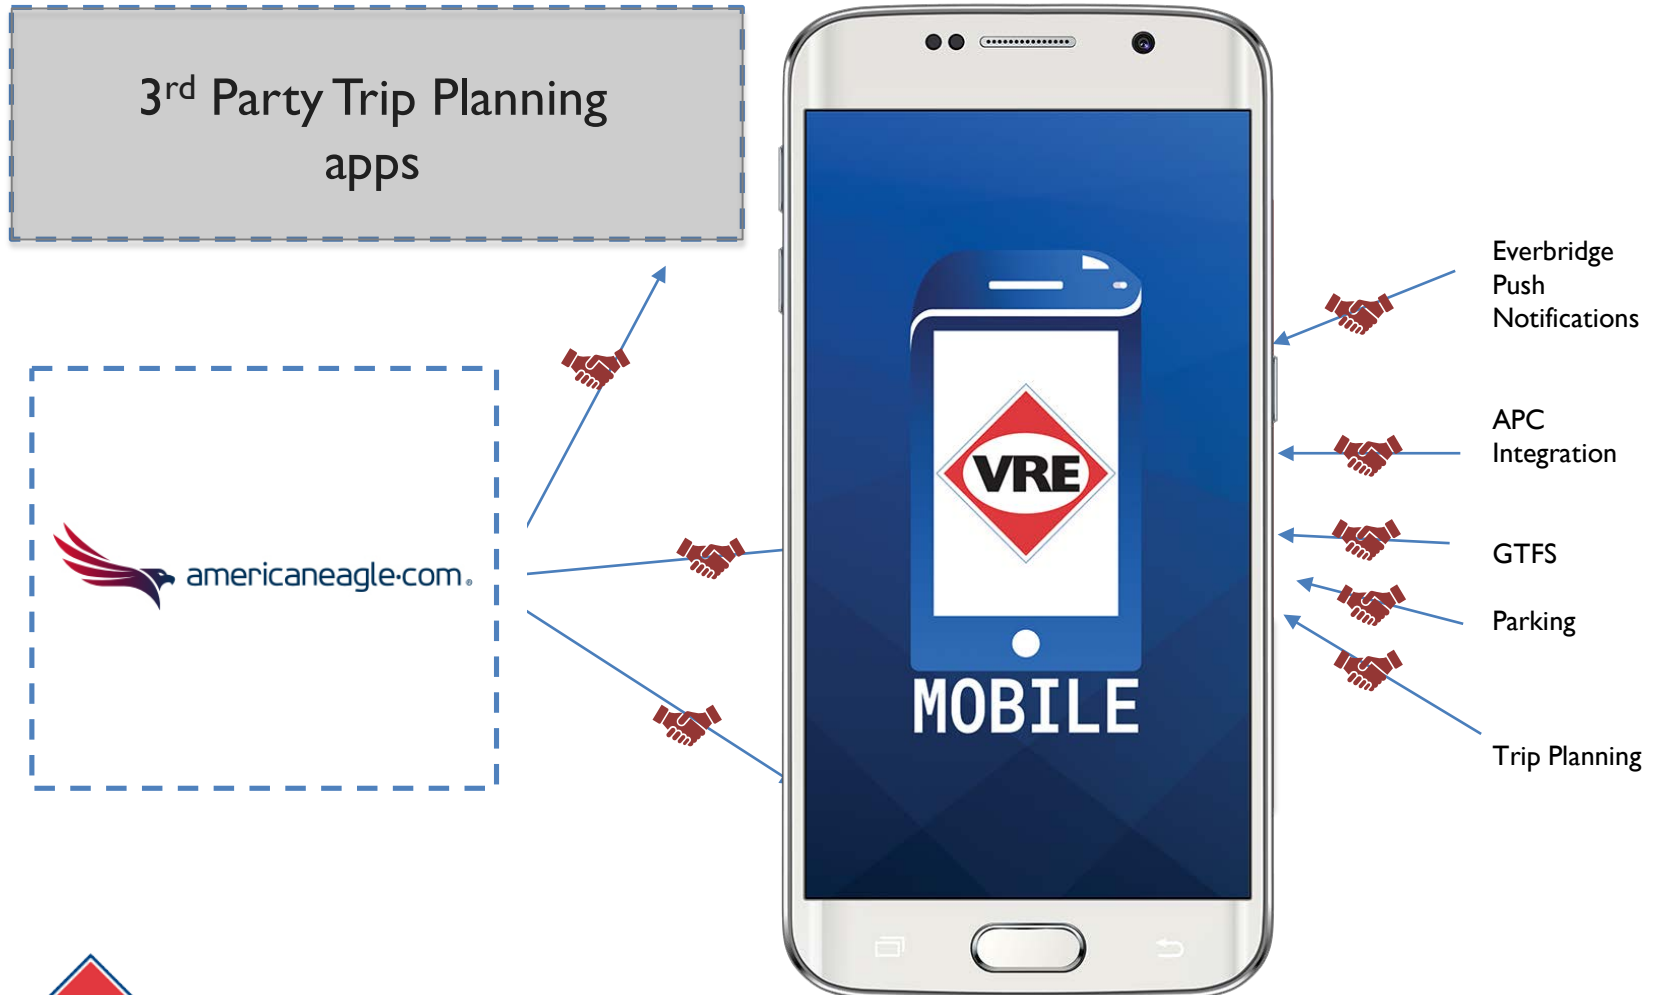 3rd Party Trip Planning
apps
americaneagle.com®
VRE
MOBILE
Everbridge
Push
Notifications
APC
Integration
GTFS
Parking
Trip Planning